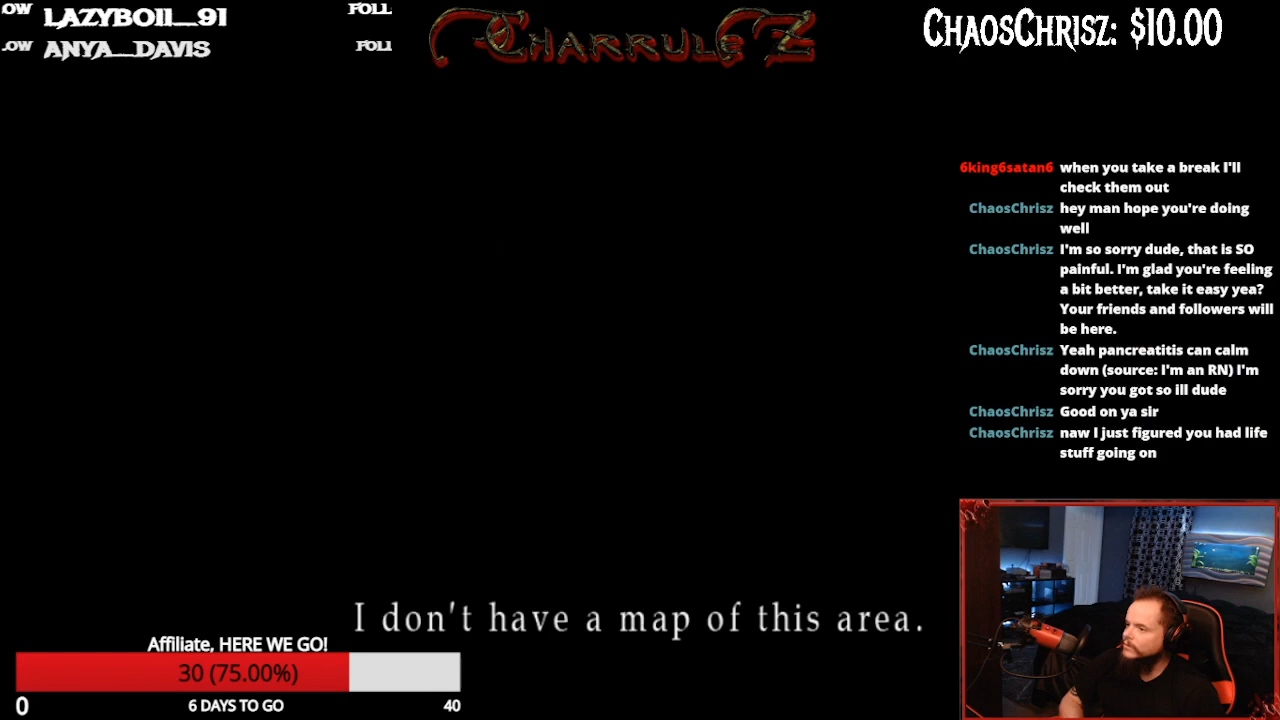 OW LAZYBOII_91 FOLL
OW ANYA_DAVIS FOLL
CHARRULEZ
CHAOSCHRISZ: $10.00
6king6satan6 when you take a break I'll
check them out
ChaosChrisz hey man hope you're doing
well
ChaosChrisz I'm so sorry dude, that is SO
painful. I'm glad you're feeling
a bit better, take it easy yea?
Your friends and followers will
be here.
ChaosChrisz Yeah pancreatitis can calm
down (source: I'm an RN) I'm
sorry you got so ill dude
ChaosChrisz Good on ya sir
ChaosChrisz naw I just figured you had life
stuff going on
I don't have a map of this area.
Affiliate, HERE WE GO!
30 (75.00%)
0 6 DAYS TO GO 40